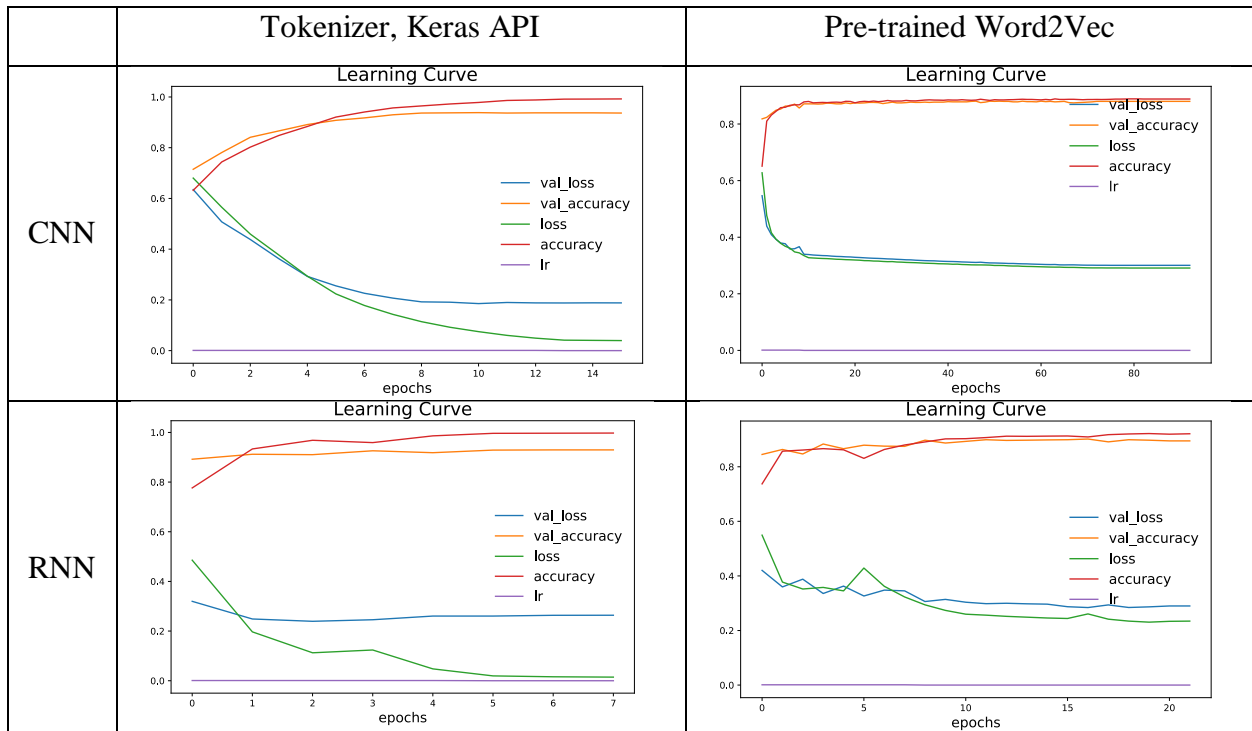 Tokenizer, Keras API
Pre-trained Word2Vec
CNN
Learning Curve
1.0
0.8
0.6
0.4
0.2
0.0
val_loss
val_accuracy
loss
accuracy
lr
0 2 4 6 8 10 12 14
epochs
Learning Curve
0.8
0.6
0.4
0.2
0.0
val_loss
val_accuracy
loss
accuracy
lr
0 20 40 60 80
epochs
RNN
Learning Curve
1.0
0.8
0.6
0.4
0.2
0.0
val_loss
val_accuracy
loss
accuracy
lr
0 1 2 3 4 5 6 7
epochs
Learning Curve
0.8
0.6
0.4
0.2
0.0
val_loss
val_accuracy
loss
accuracy
lr
0 5 10 15 20
epochs